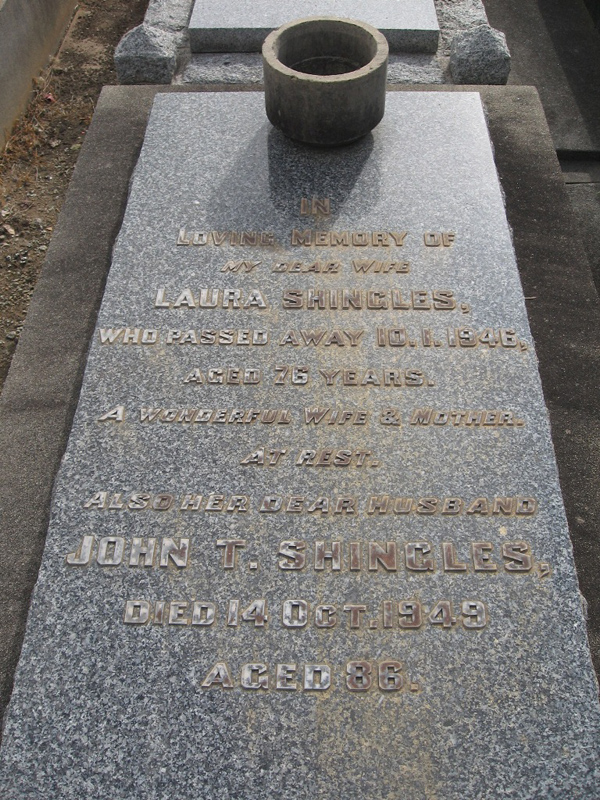 IN
LOVING MEMORY OF
MY DEAR WIFE
LAURA SHINGLES,
WHO PASSED AWAY 10.1.1946,
AGED 76 YEARS.
A WONDERFUL WIFE & MOTHER.
AT REST.
ALSO HER DEAR HUSBAND
JOHN T. SHINGLES,
DIED 14 OCT. 1949
AGED 86.